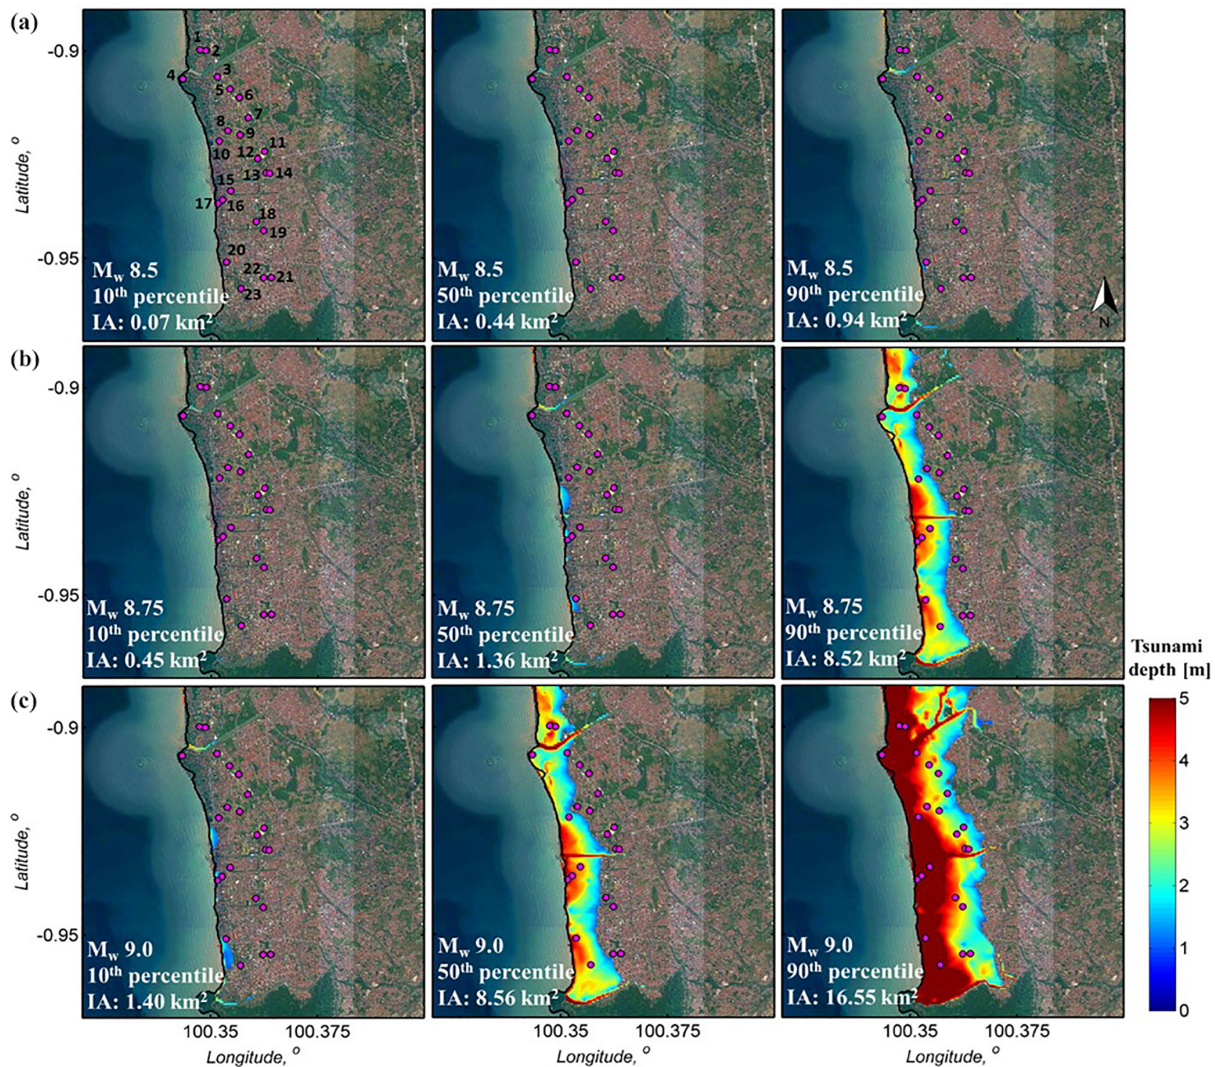 (a)
-0.9
-0.95
Latitude, °
1
2
3
4
5
6
7
8
9
10
11
12
13
14
15
16
17
18
19
20
21
22
23
Mw 8.5
10th percentile
IA: 0.07 km²
Mw 8.5
50th percentile
IA: 0.44 km²
Mw 8.5
90th percentile
IA: 0.94 km²
N
(b)
-0.9
-0.95
Latitude, °
Mw 8.75
10th percentile
IA: 0.45 km²
Mw 8.75
50th percentile
IA: 1.36 km²
Mw 8.75
90th percentile
IA: 8.52 km²
Tsunami
depth [m]
5
4
3
2
1
0
(c)
-0.9
-0.95
Latitude, °
Mw 9.0
10th percentile
IA: 1.40 km²
Mw 9.0
50th percentile
IA: 8.56 km²
Mw 9.0
90th percentile
IA: 16.55 km²
100.35 100.375
100.35 100.375
100.35 100.375
Longitude, °
Longitude, °
Longitude, °